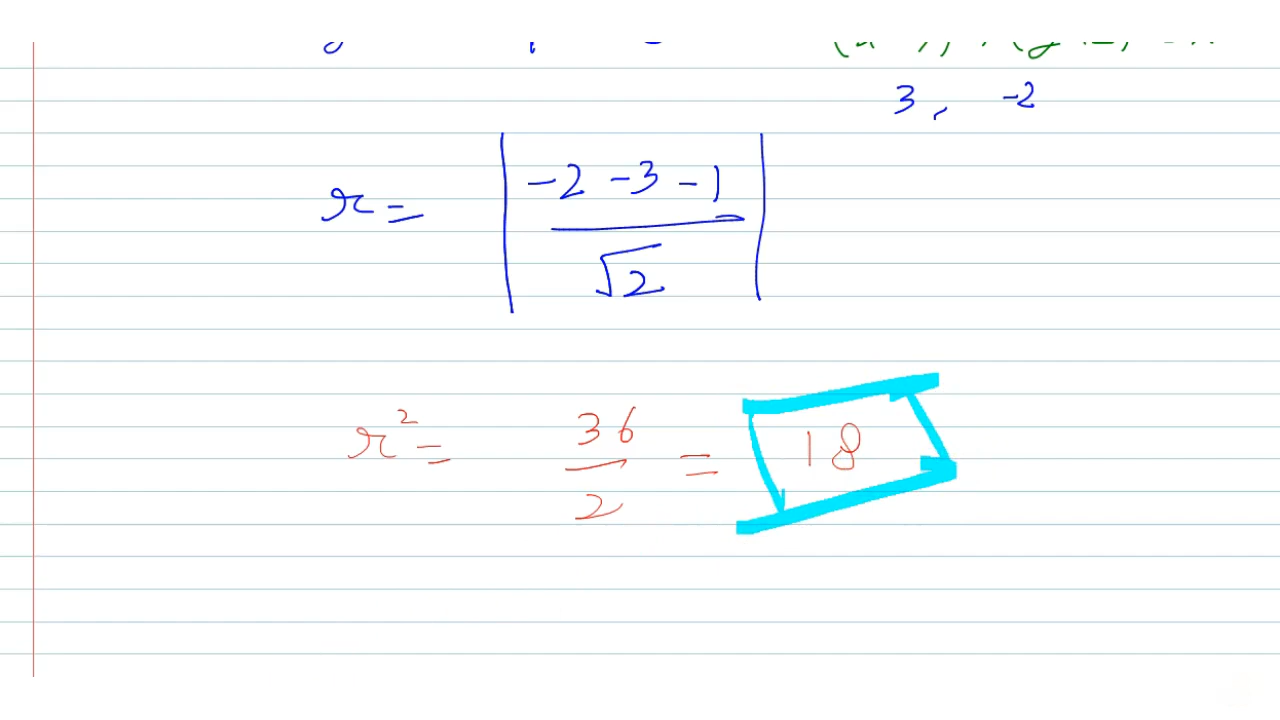 3, -2
r = | (-2 -3 -1) / √2 |
r² = 36/2 = 18